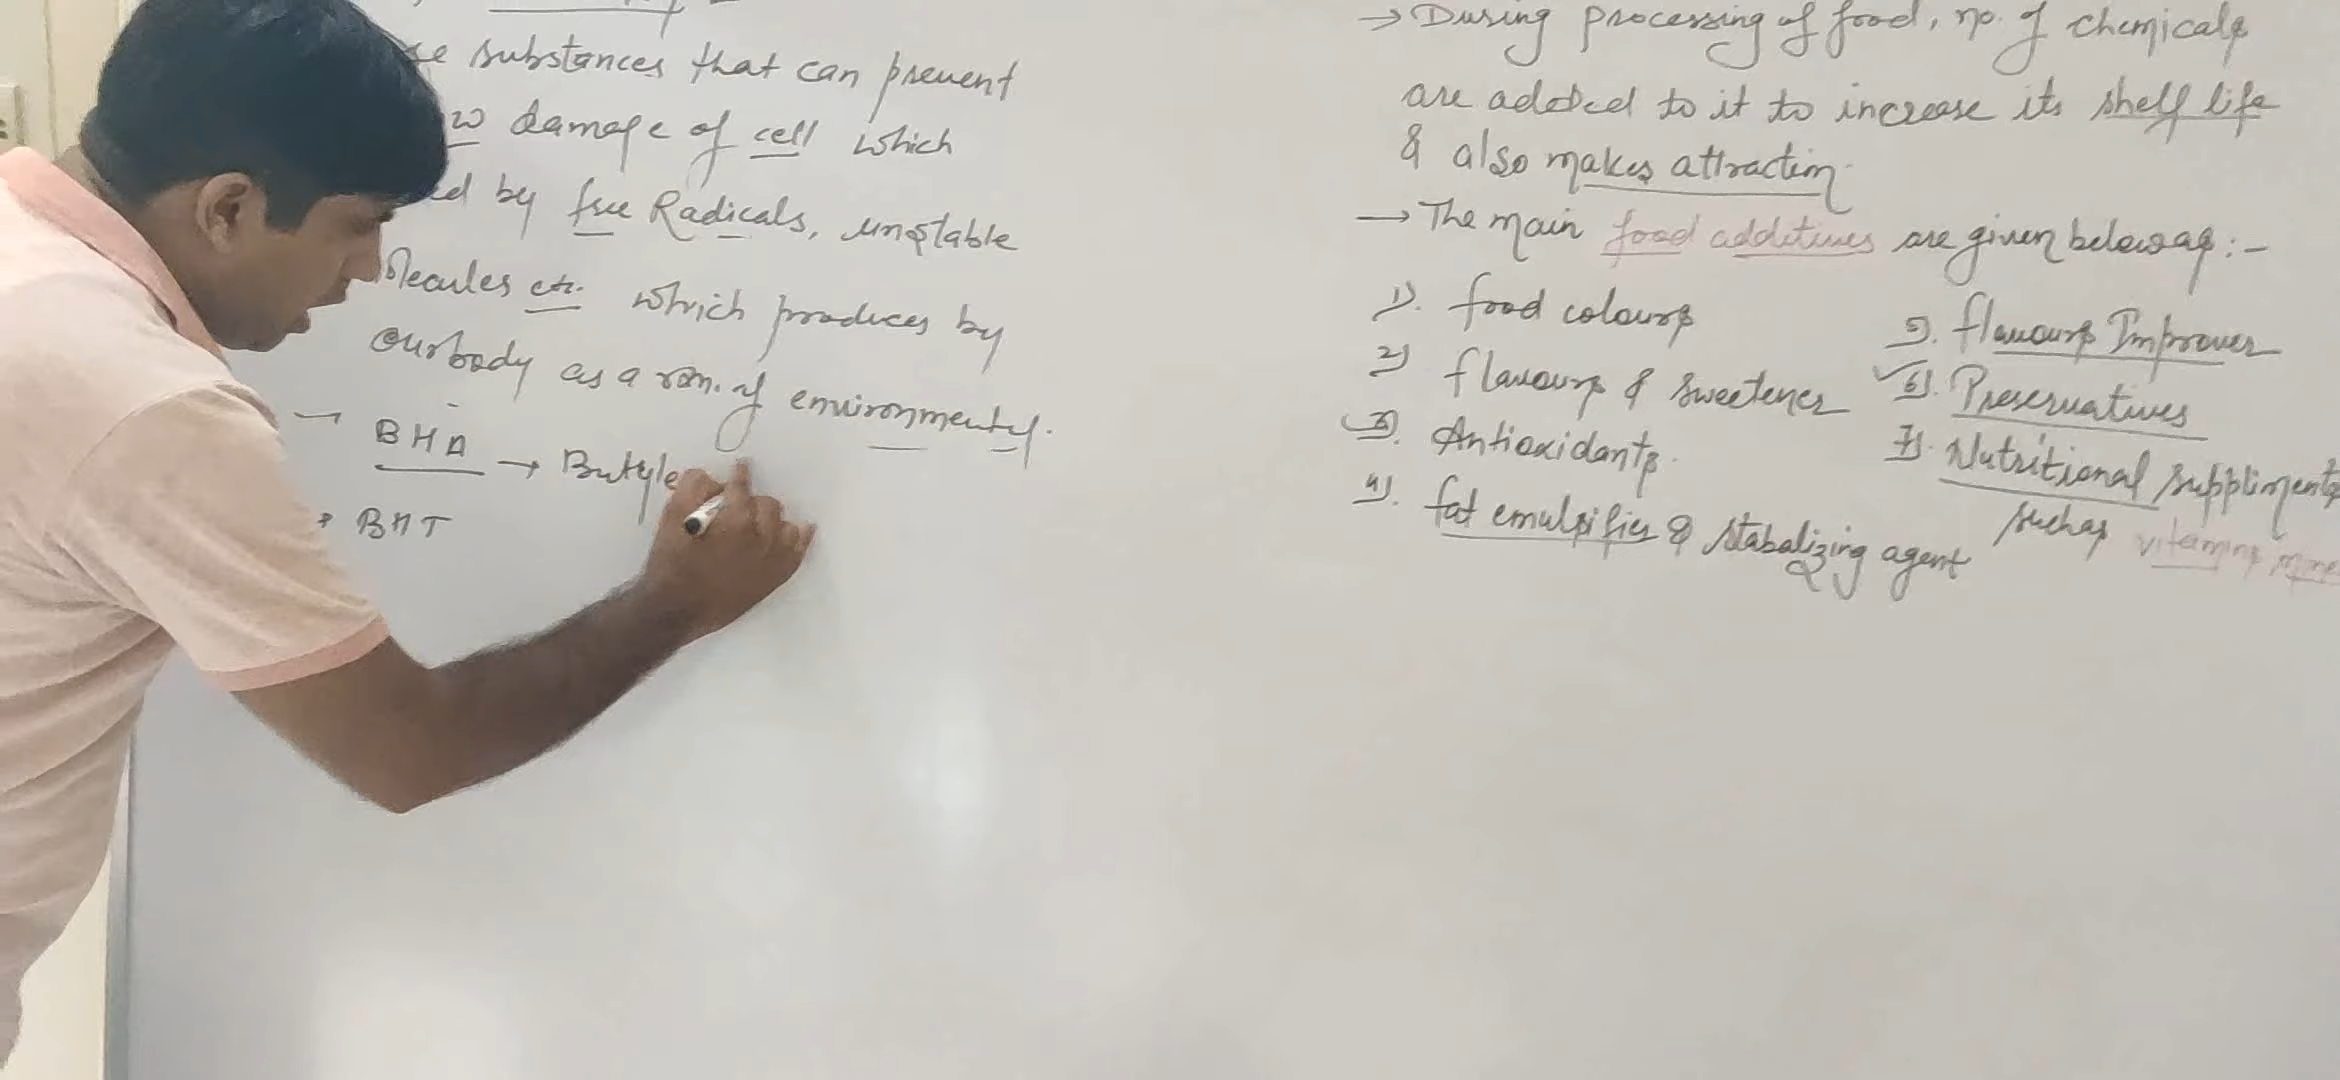 substances that can prevent
damage of cell which
by free Radicals, unstable
etc. which produces by
our body as a rxn. of environmental.
→ BHA → Butyle
→ BHT
→ During processing of food, no. of chemicals
are added to it to increase its shelf life
& also makes attraction.
→ The main food additives are given below as :-
1). food colours
2) flavours & sweetener
3). Antioxidants.
4). fat emulsifier & stabalizing agent
5). flavours Improver
6). Preservatives
7). Nutritional suppliments
such as vitamins